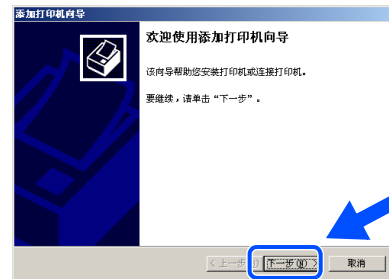 添加打印机向导
欢迎使用添加打印机向导
该向导帮助您安装打印机或连接打印机。
要继续，请单击“下一步”。
< 上一步
下一步(N) >
取消